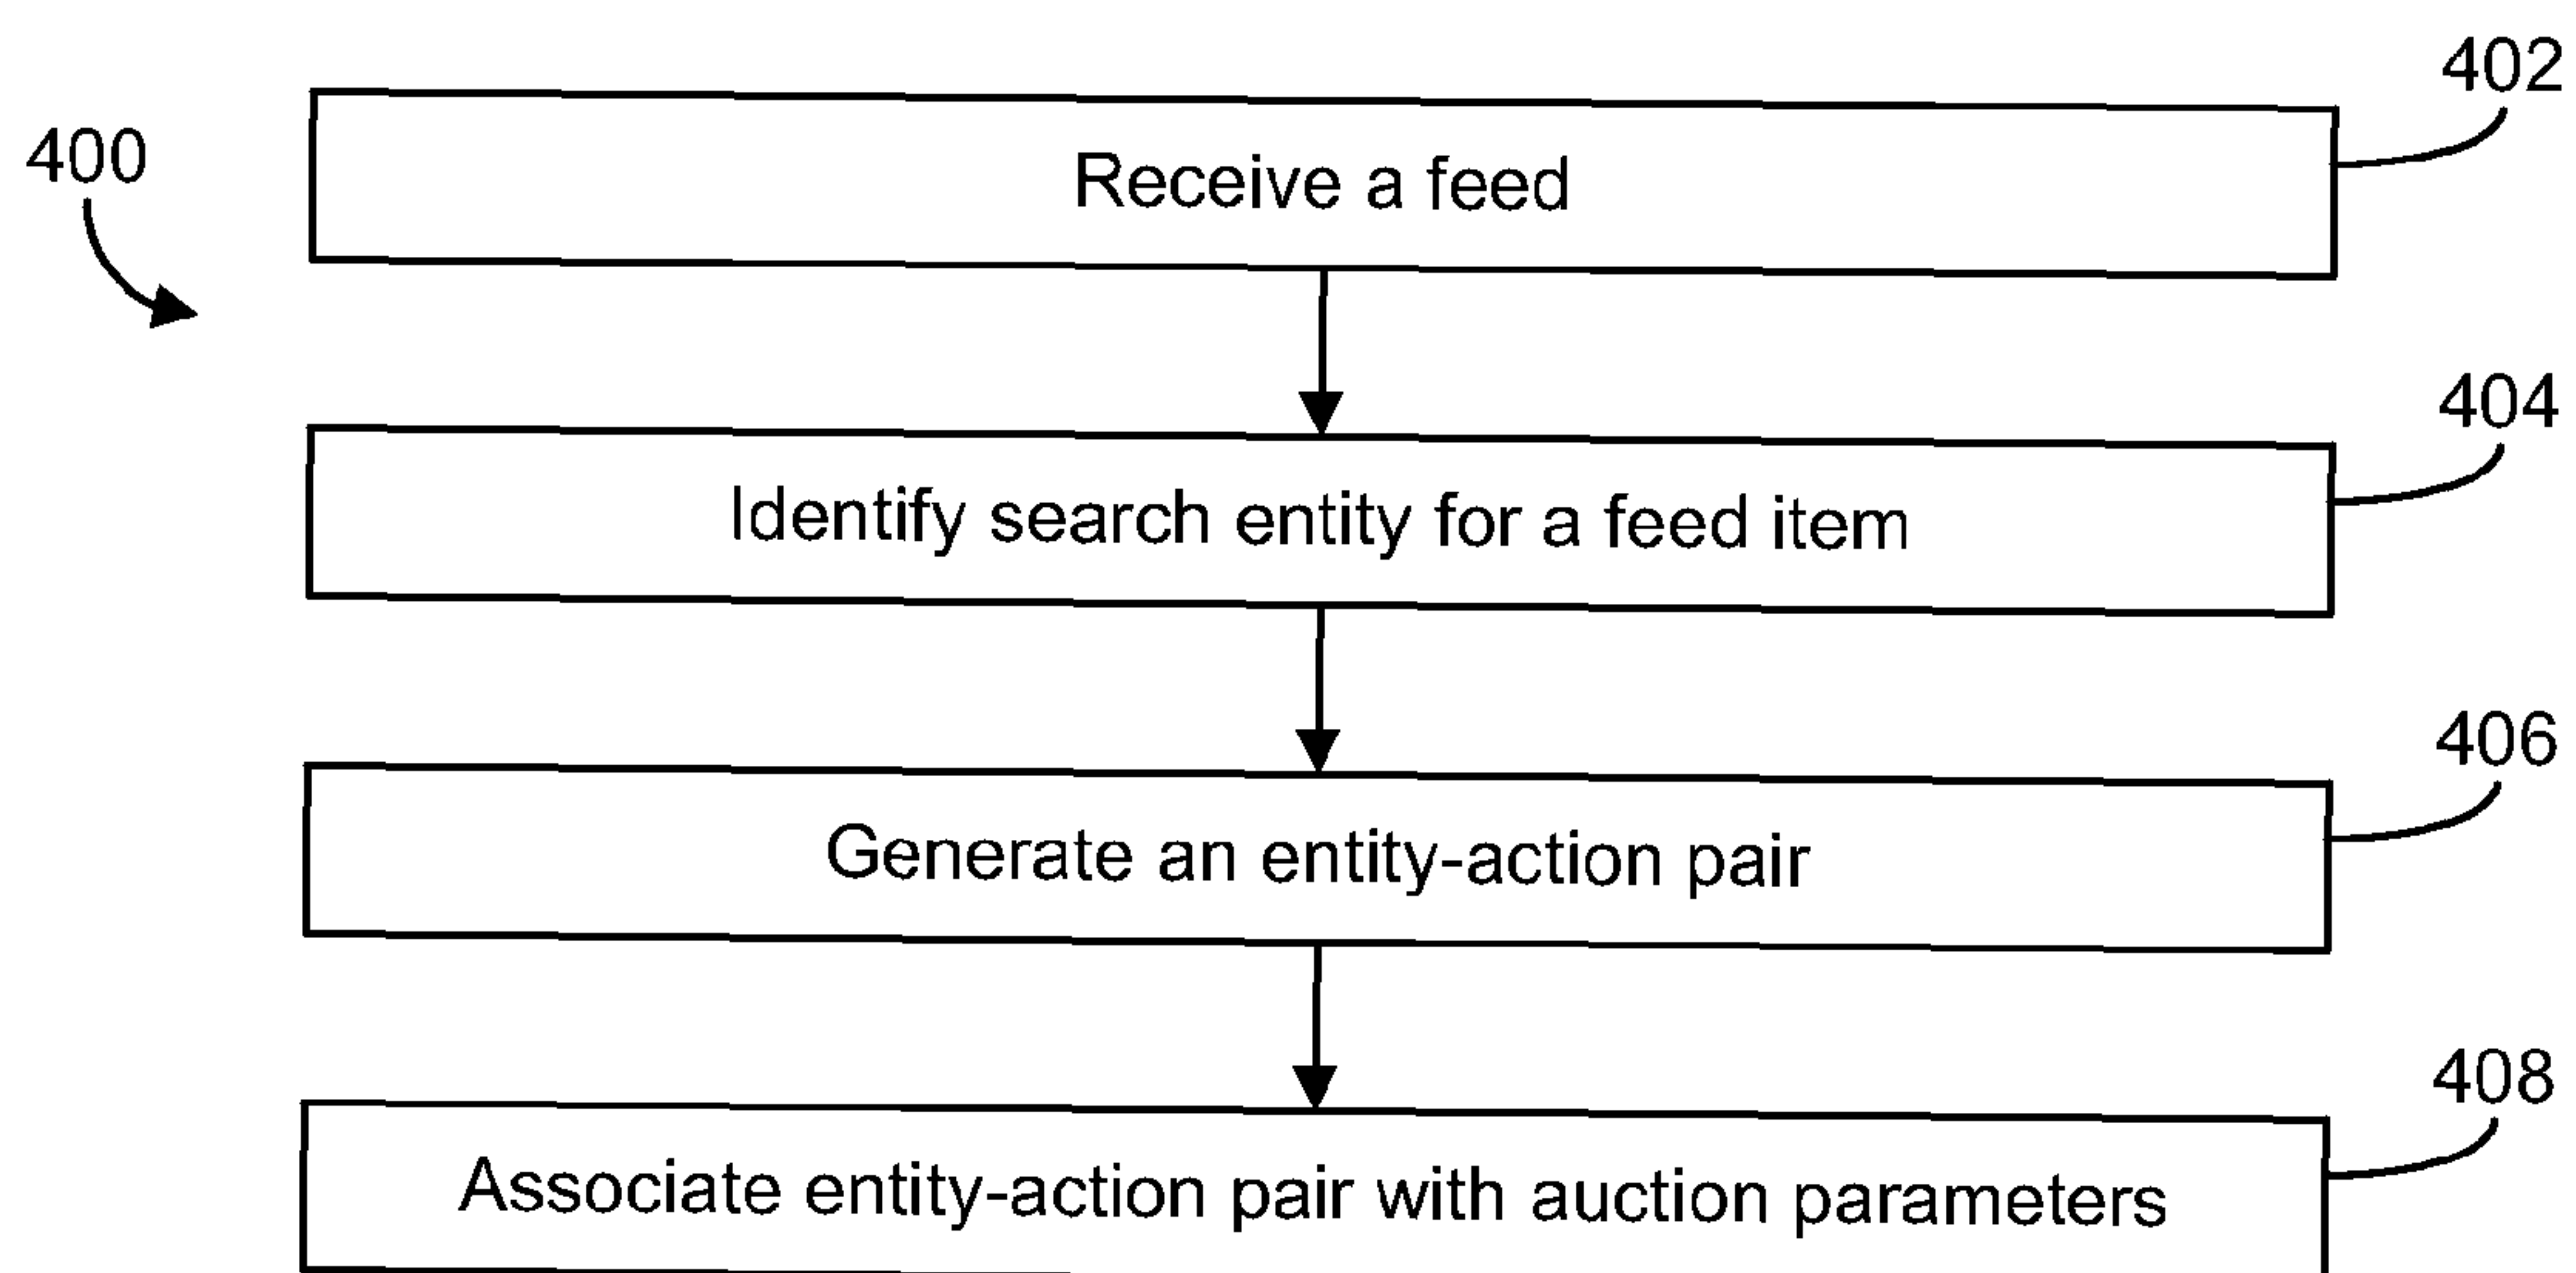 402
400
Receive a feed
404
Identify search entity for a feed item
406
Generate an entity-action pair
408
Associate entity-action pair with auction parameters